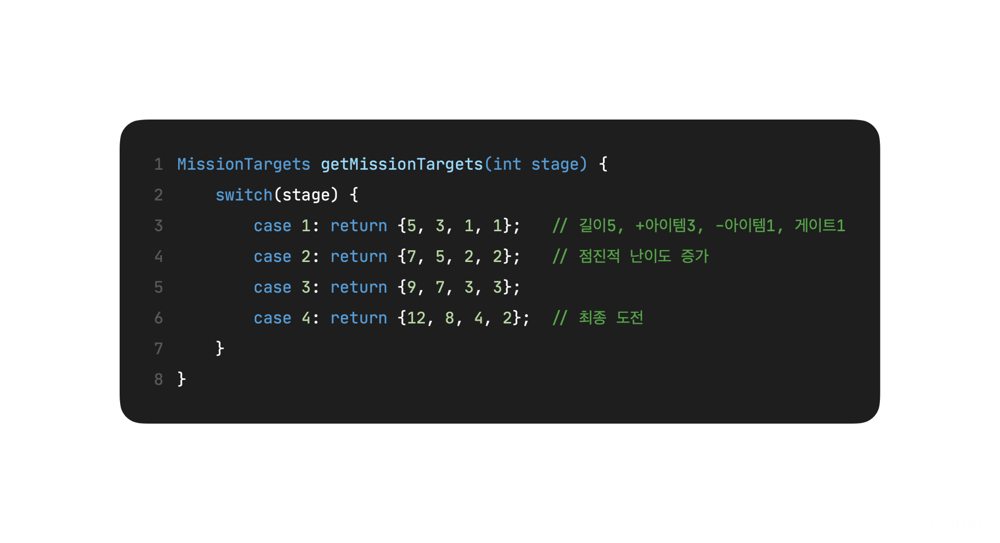 1 MissionTargets getMissionTargets(int stage) {
2     switch(stage) {
3         case 1: return {5, 3, 1, 1};   // 길이5, +아이템3, -아이템1, 게이트1
4         case 2: return {7, 5, 2, 2};   // 점진적 난이도 증가
5         case 3: return {9, 7, 3, 3};
6         case 4: return {12, 8, 4, 2};  // 최종 도전
7     }
8 }